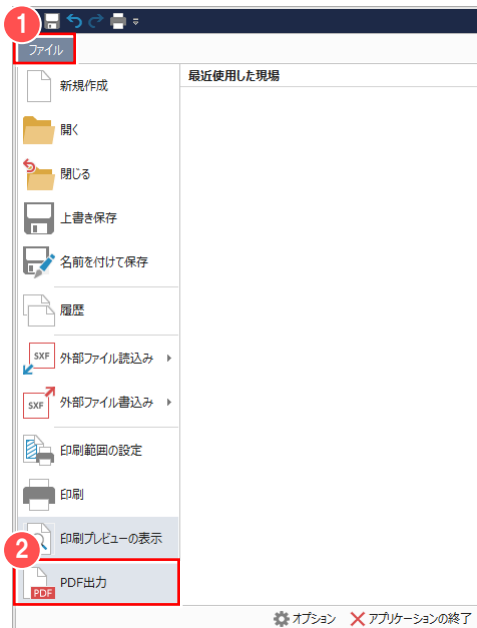 1
ファイル
最近使用した現場
新規作成
開く
閉じる
上書き保存
名前を付けて保存
履歴
SXF 外部ファイル読込み
SXF 外部ファイル書込み
印刷範囲の設定
印刷
印刷プレビューの表示
2
PDF PDF出力
オプション アプリケーションの終了